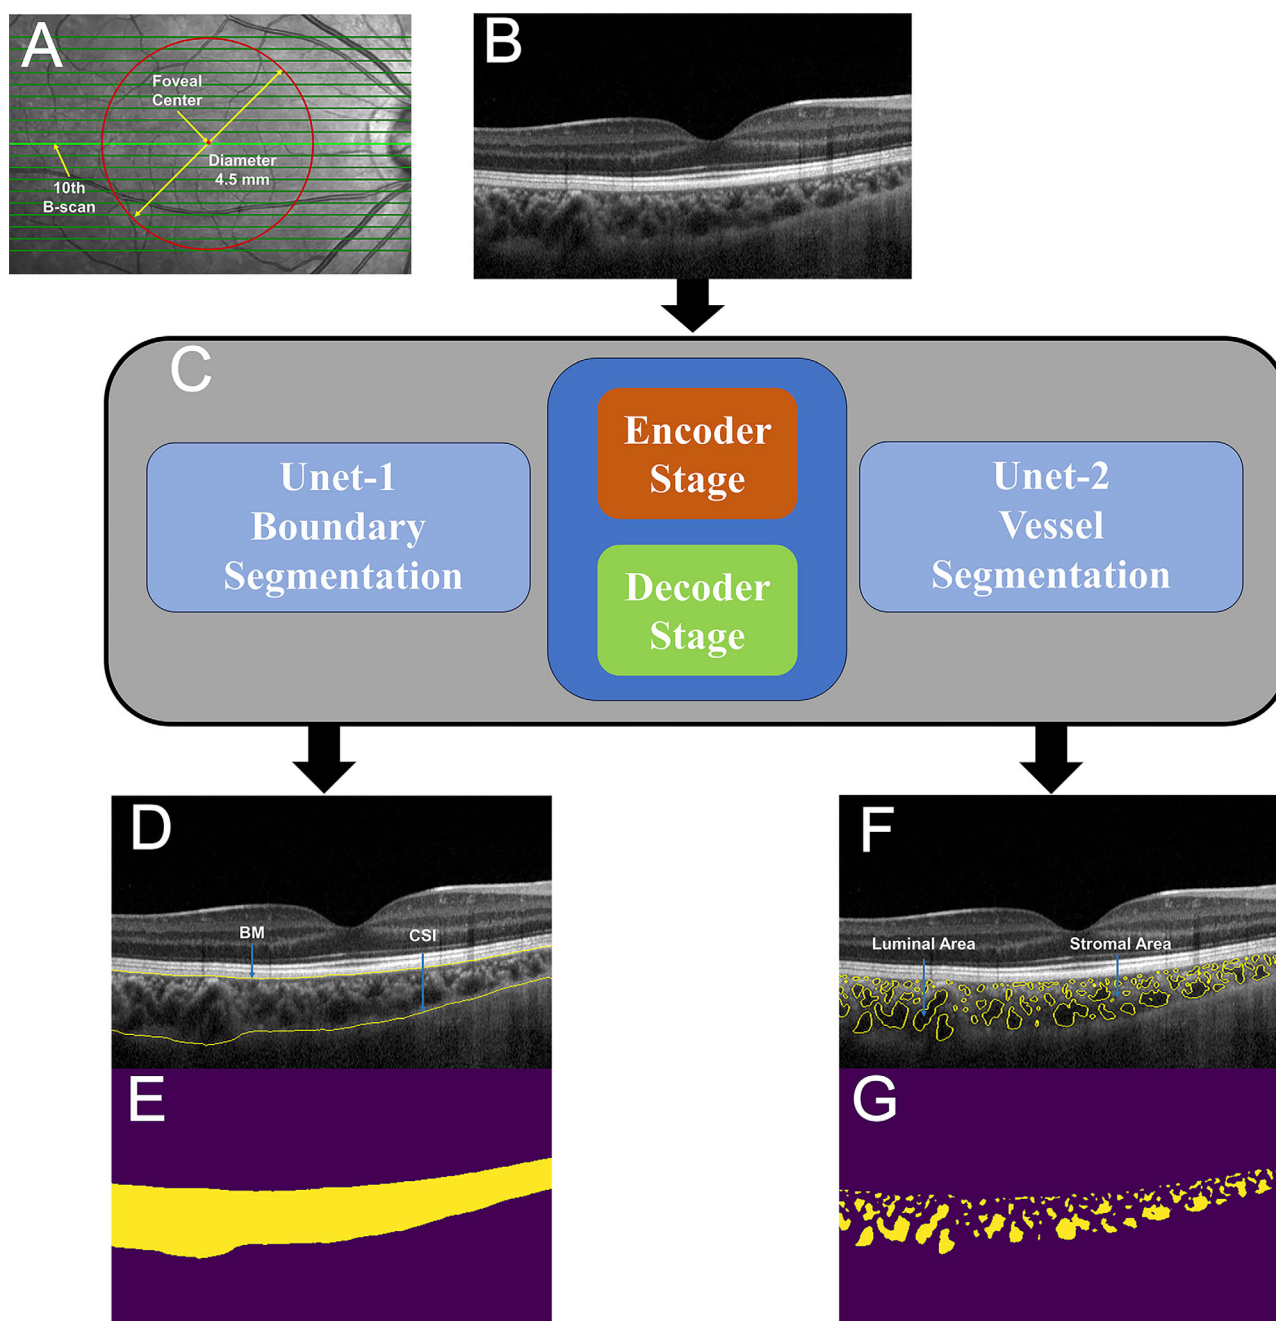 A
Foveal
Center
Diameter
4.5 mm
10th
B-scan
B
C
Unet-1
Boundary
Segmentation
Encoder
Stage
Decoder
Stage
Unet-2
Vessel
Segmentation
D
BM
CSI
E
F
Luminal Area
Stromal Area
G